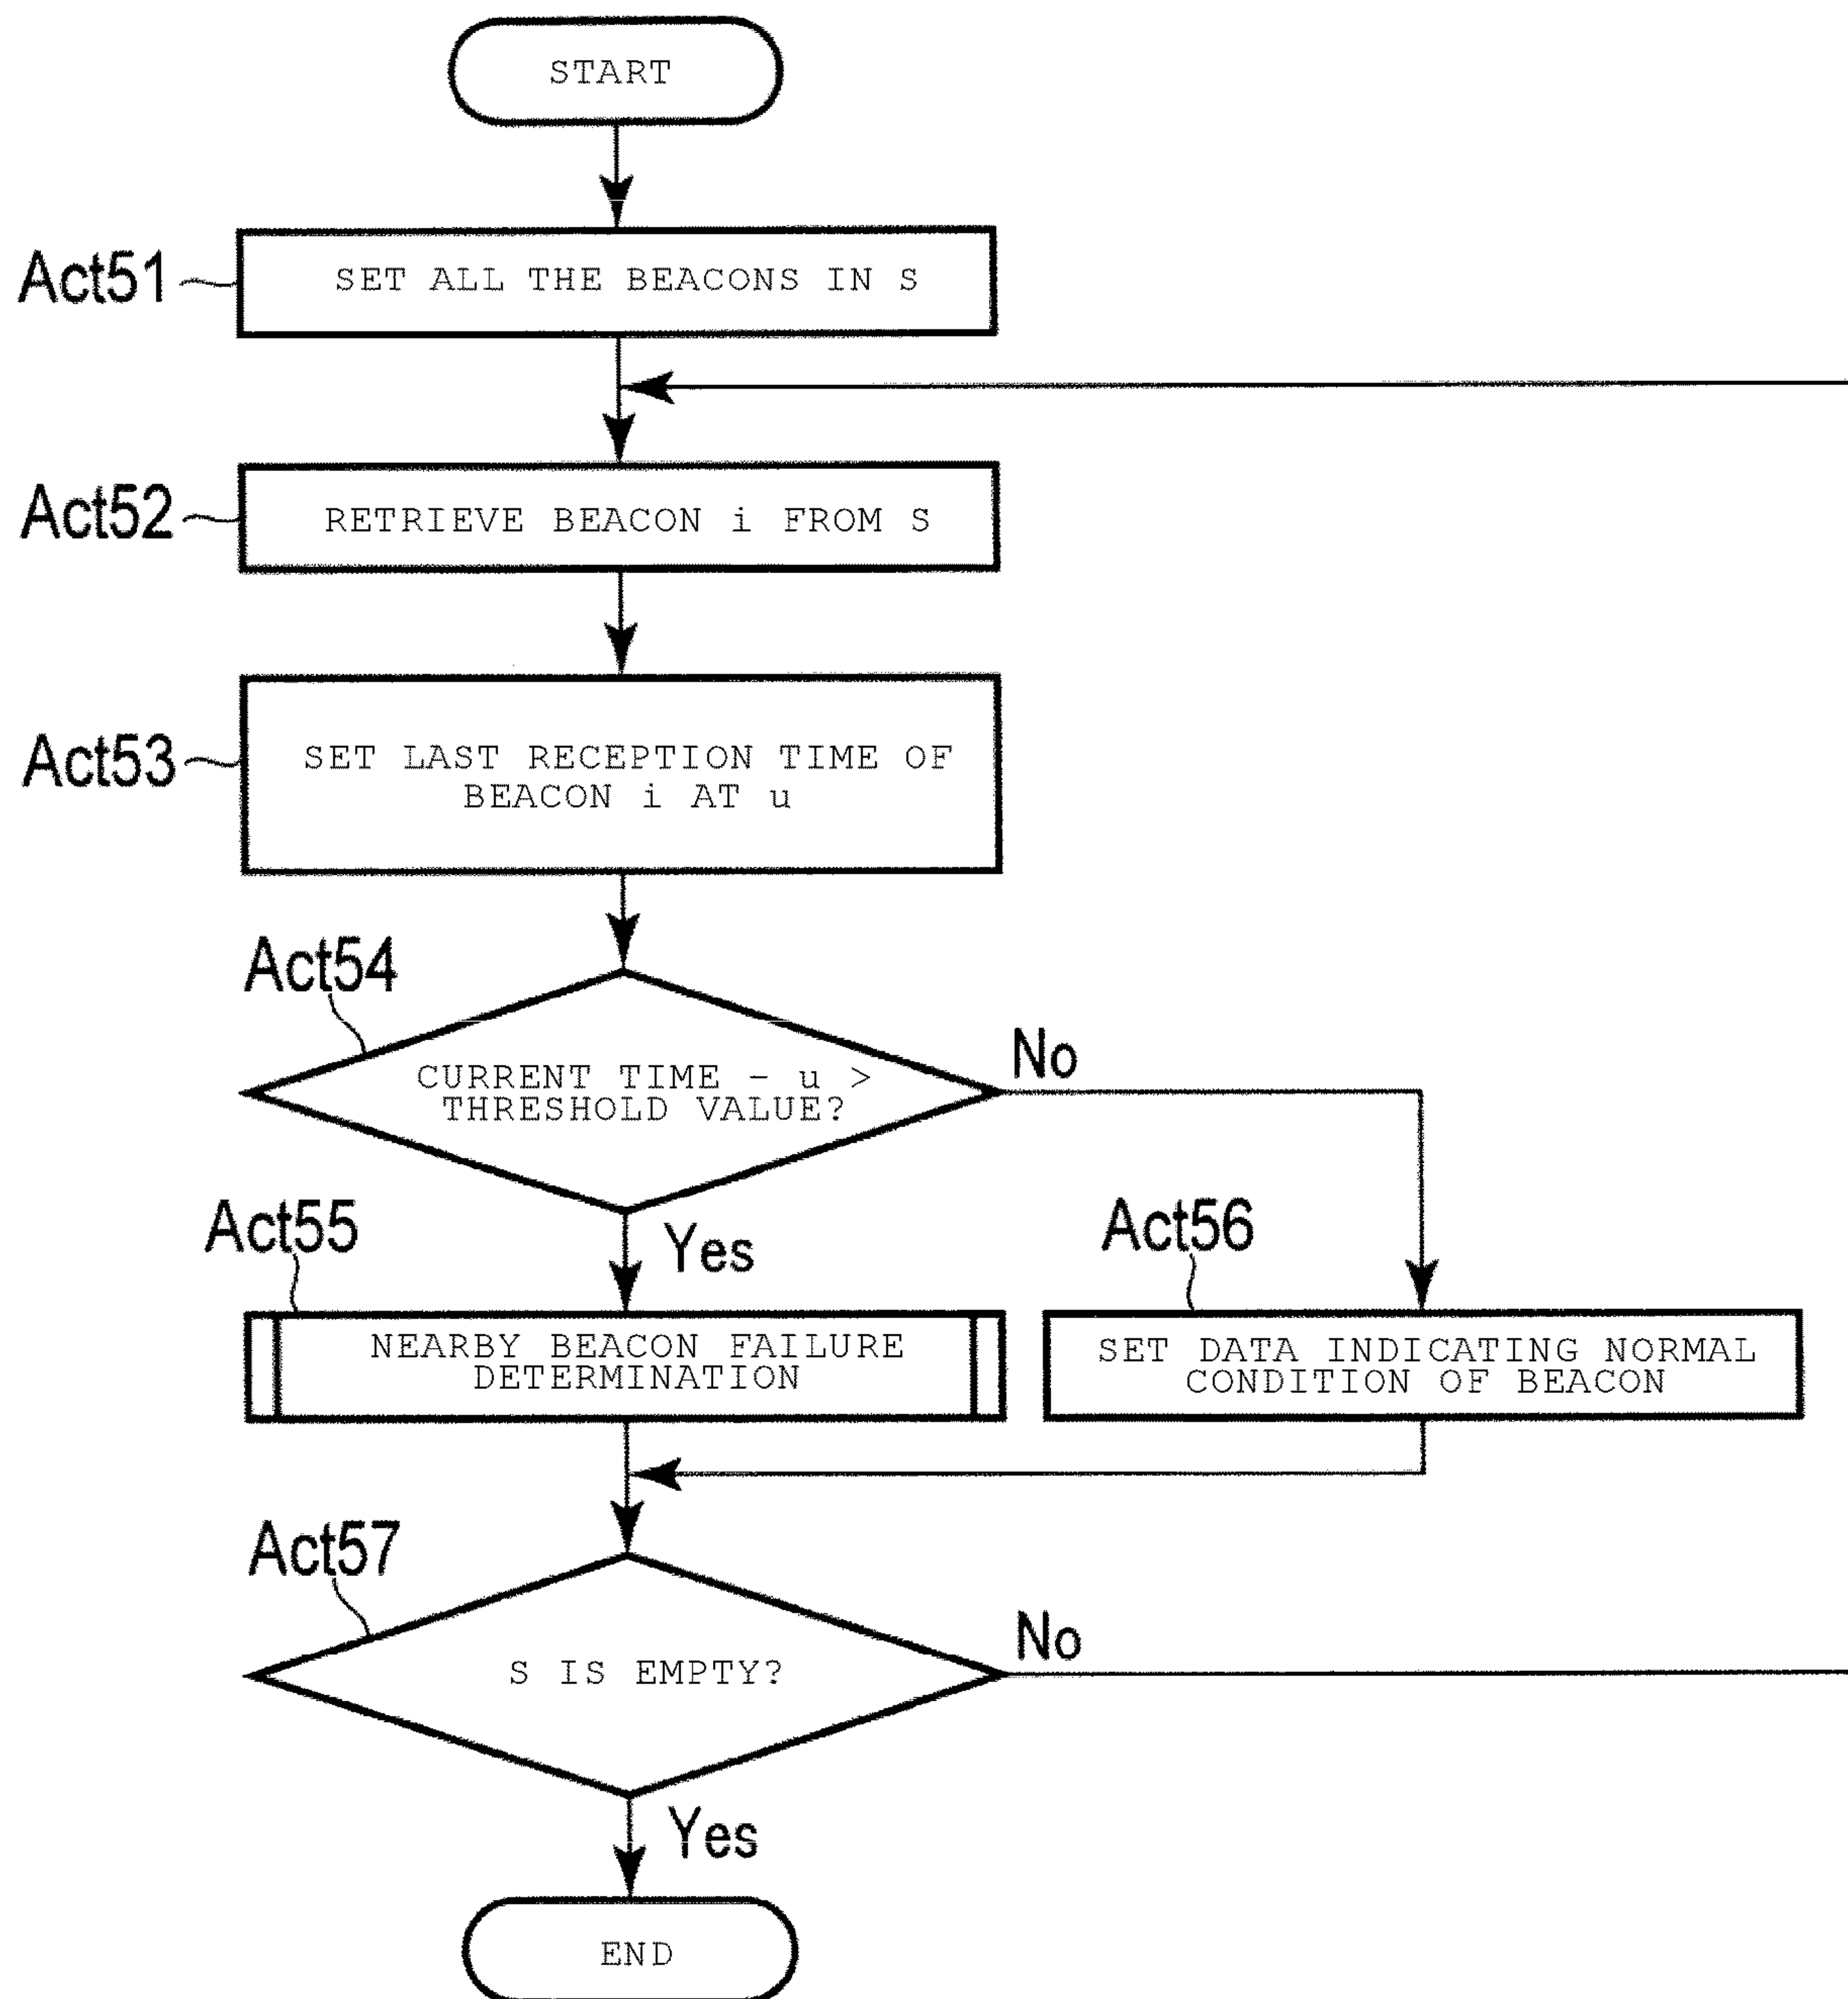 START
Act51
SET ALL THE BEACONS IN S
Act52
RETRIEVE BEACON i FROM S
Act53
SET LAST RECEPTION TIME OF
BEACON i AT u
Act54
CURRENT TIME - u >
THRESHOLD VALUE?
No
Yes
Act55
NEARBY BEACON FAILURE
DETERMINATION
Act56
SET DATA INDICATING NORMAL
CONDITION OF BEACON
Act57
S IS EMPTY?
No
Yes
END